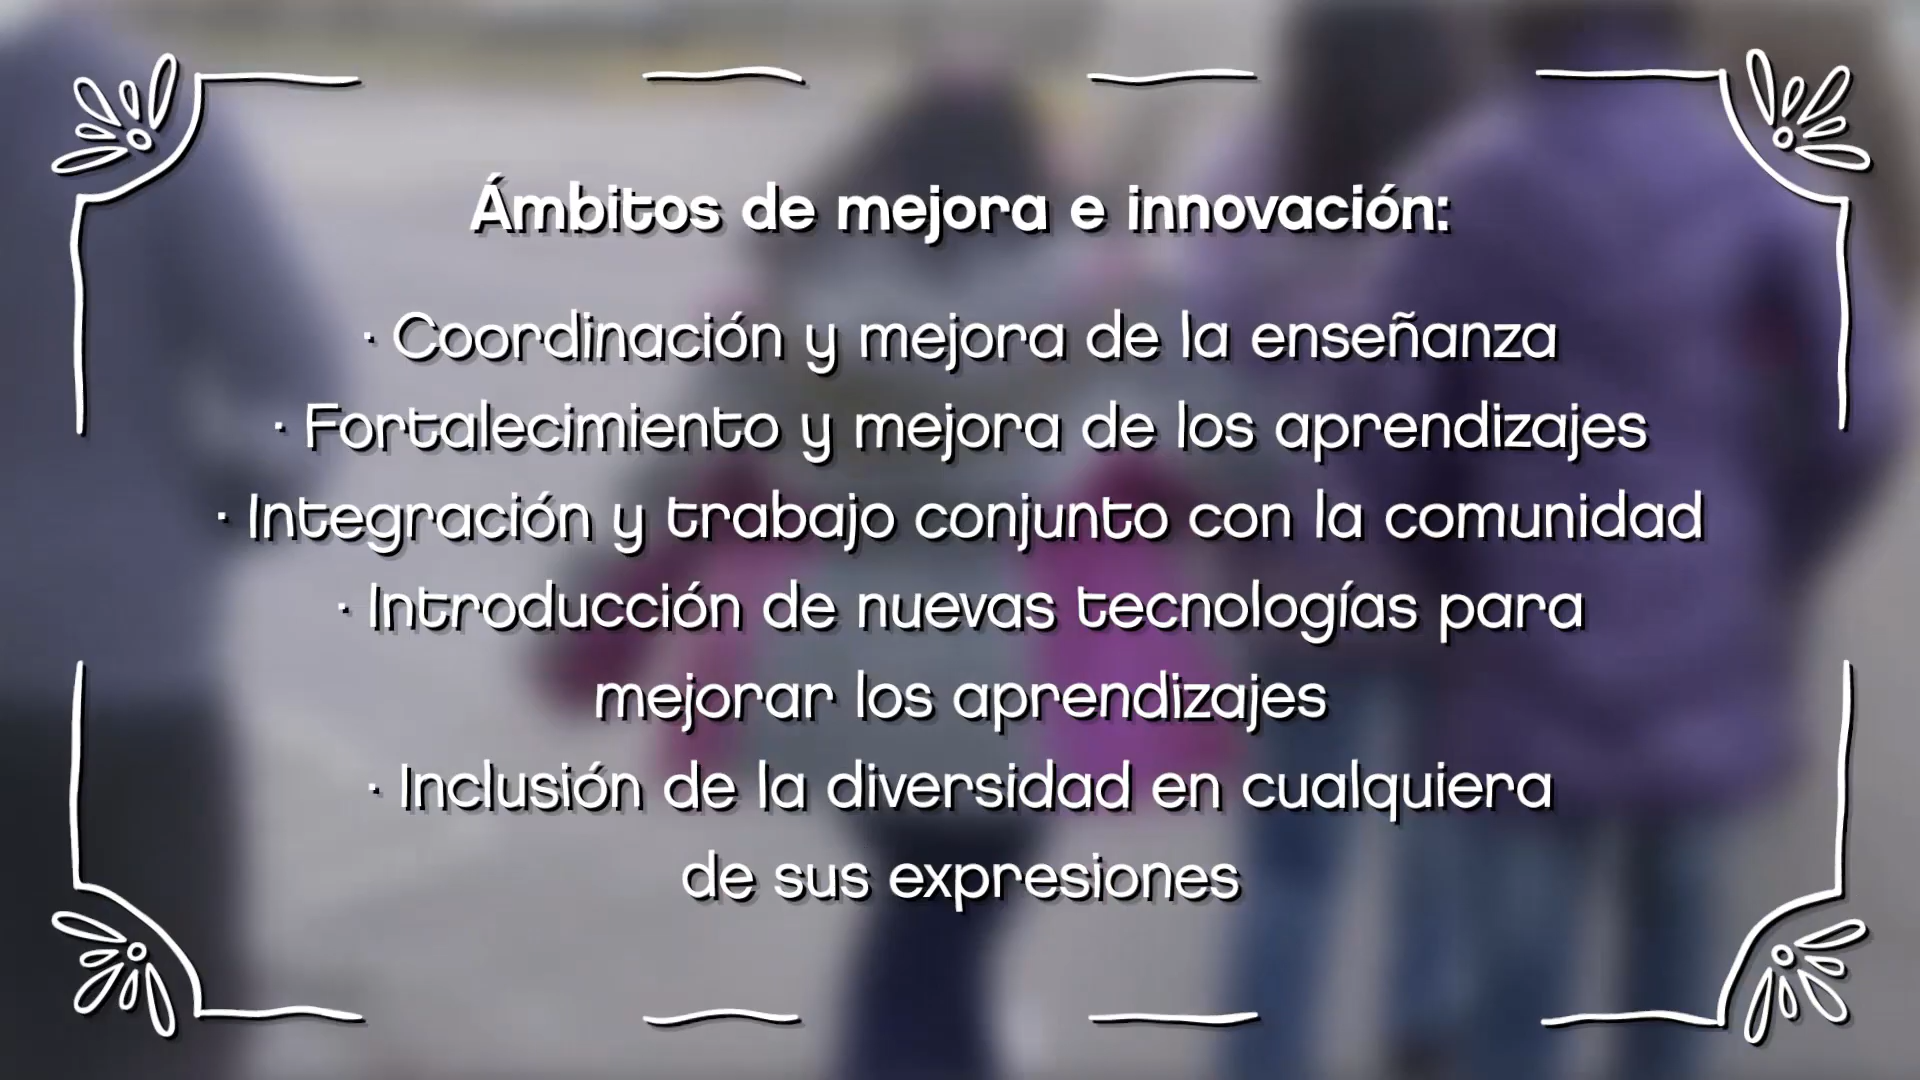 Ámbitos de mejora e innovación:
· Coordinación y mejora de la enseñanza
· Fortalecimiento y mejora de los aprendizajes
· Integración y trabajo conjunto con la comunidad
· Introducción de nuevas tecnologías para
mejorar los aprendizajes
· Inclusión de la diversidad en cualquiera
de sus expresiones